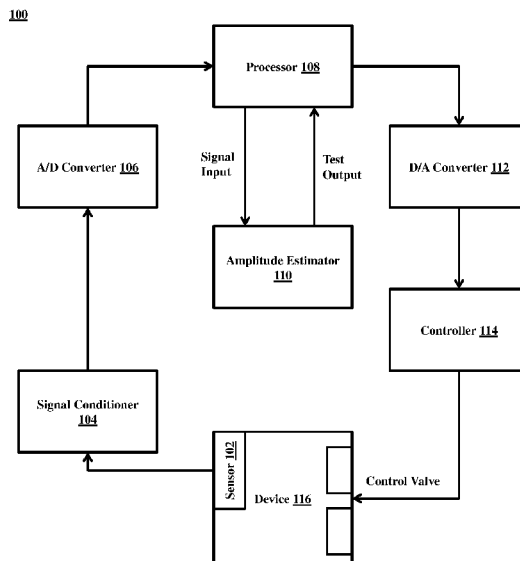 100
Processor 108
A/D Converter 106
Signal
Input
Test
Output
D/A Converter 112
Amplitude Estimator
110
Controller 114
Signal Conditioner
104
Sensor 102
Device 116
Control Valve